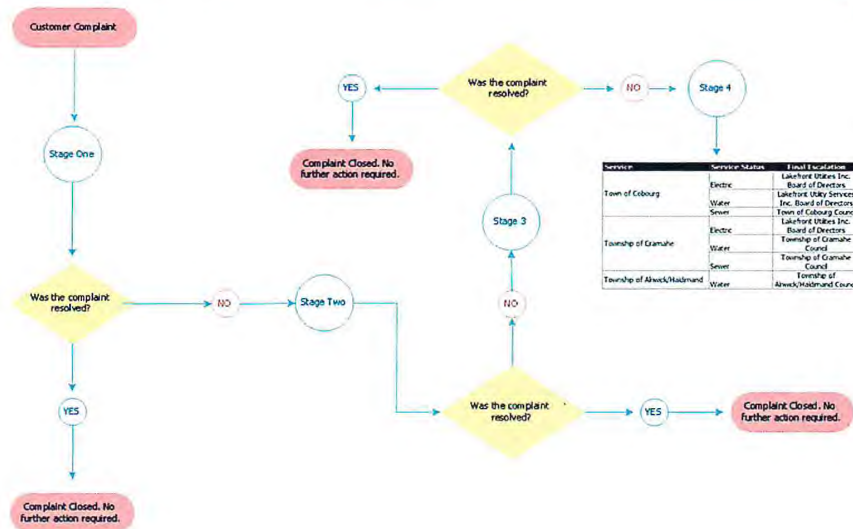 Customer Complaint
Stage One
Was the complaint
resolved?
YES
Complaint Closed. No
further action required.
NO
Stage Two
Was the complaint
resolved?
YES
Complaint Closed. No
further action required.
NO
Stage 3
Was the complaint
resolved?
YES
Complaint Closed. No
further action required.
NO
Stage 4
Service Service Status Final Escalation
Town of Cobourg
Electric
Lakefront Utilities Inc.
Board of Directors
Water
Lakefront Utility Services
Inc. Board of Directors
Sewer
Town of Cobourg Council
Township of Cramahe
Electric
Lakefront Utilities Inc.
Board of Directors
Water
Township of Cramahe
Council
Sewer
Township of Cramahe
Council
Township of Alnwick/Haldimand
Water
Township of
Alnwick/Haldimand Council